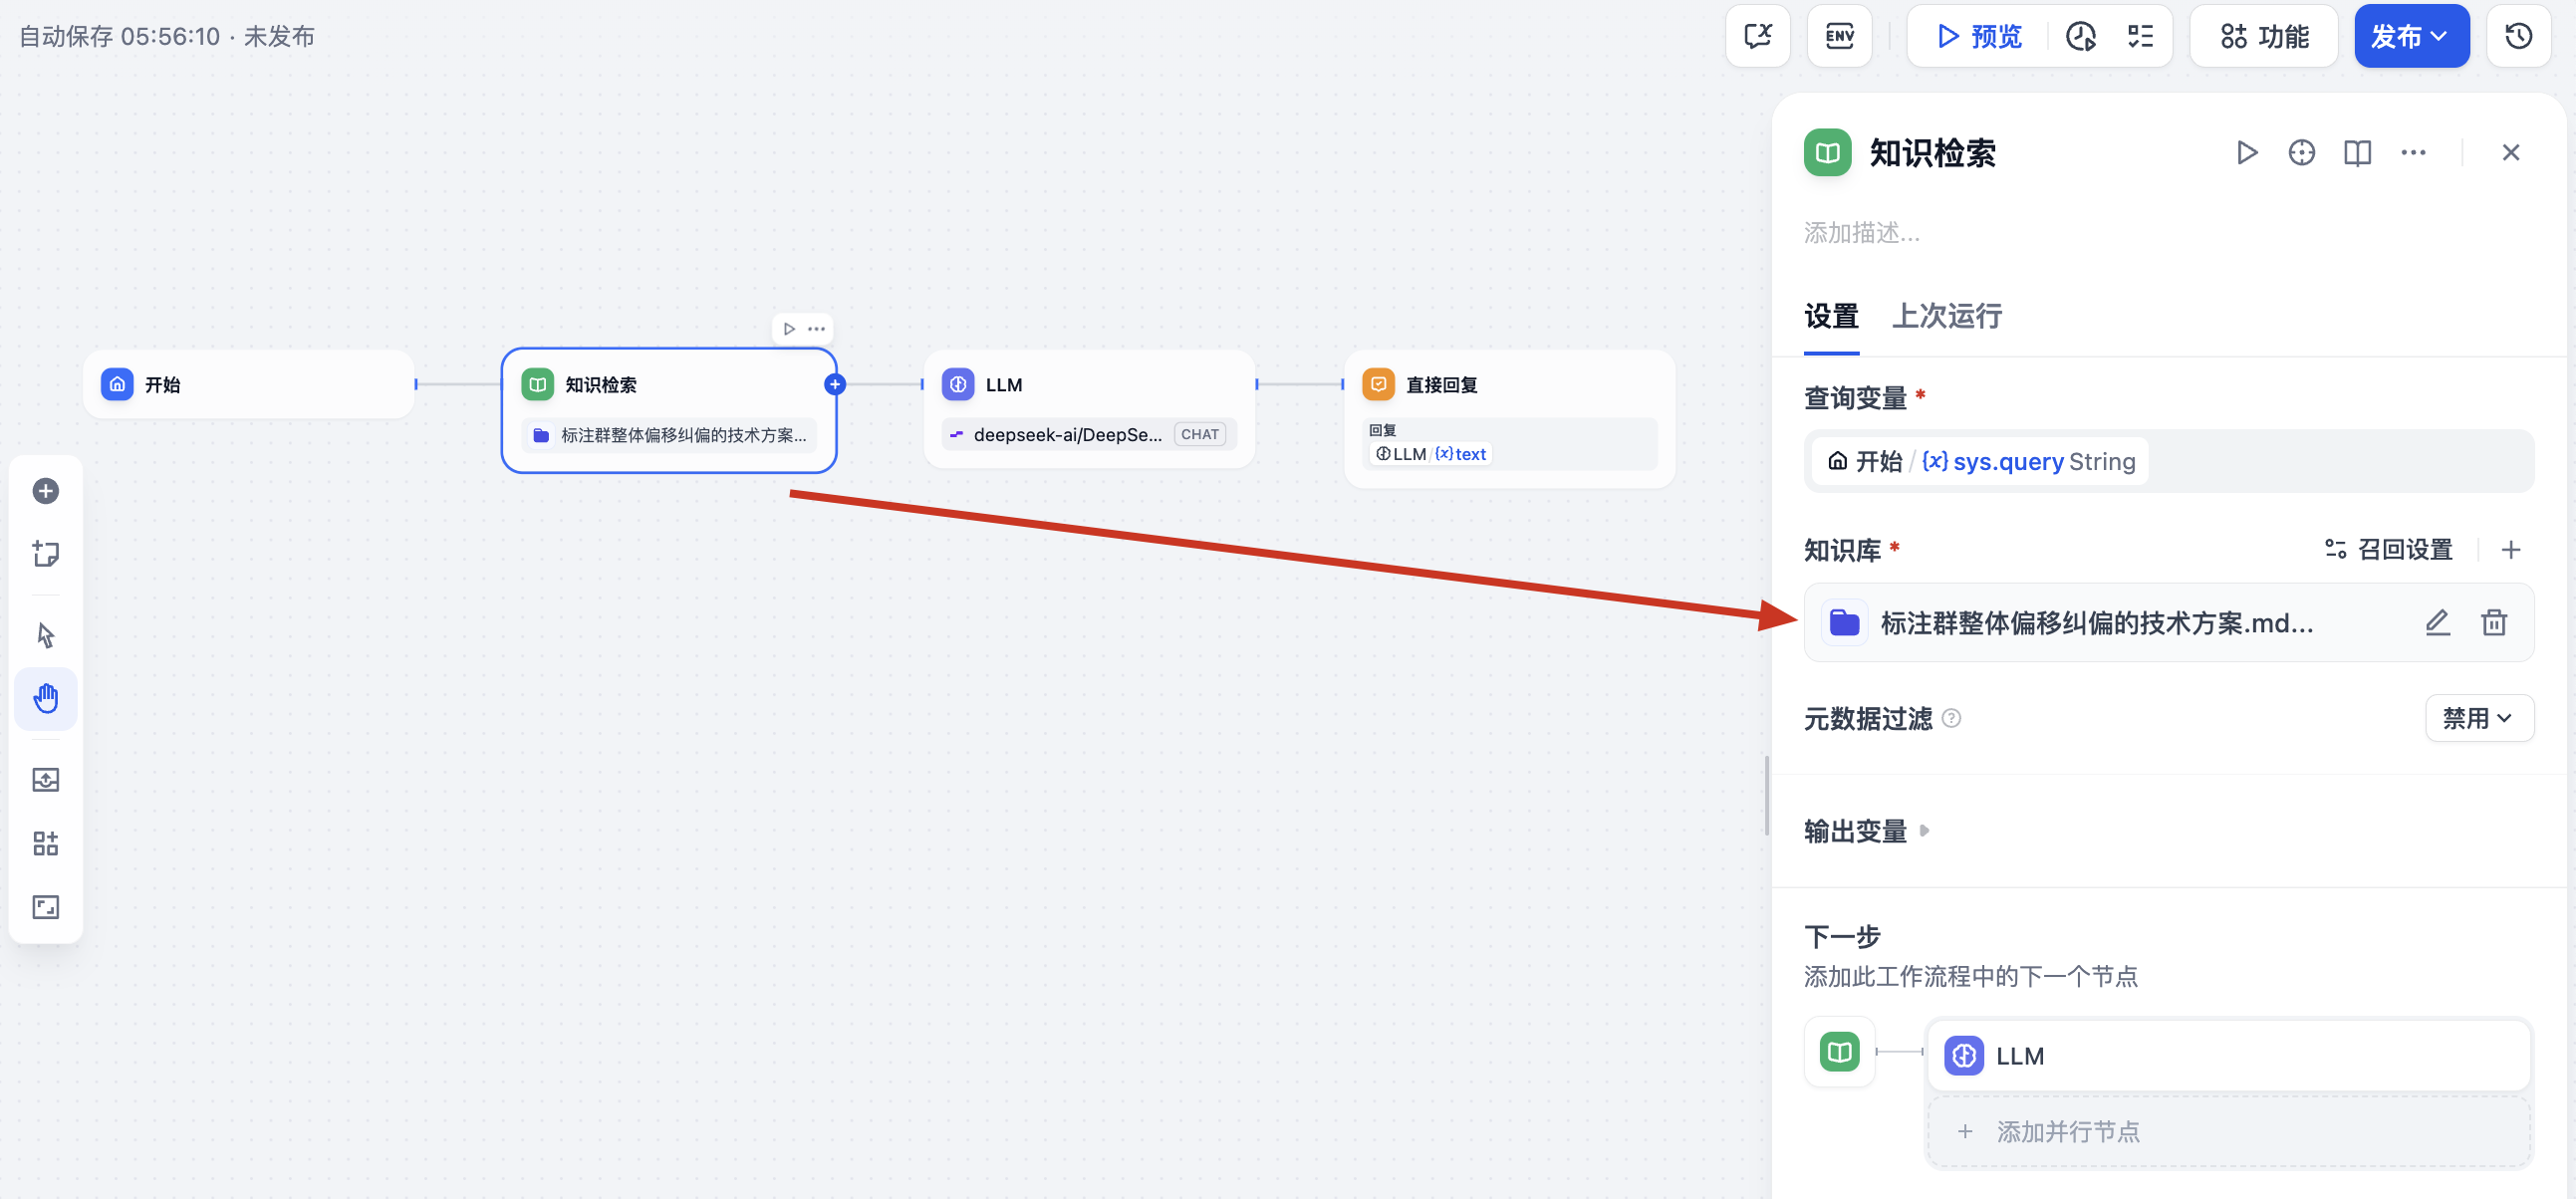 自动保存 05:56:10 · 未发布
ENV
预览
功能
发布
开始
知识检索
标注群整体偏移纠偏的技术方案...
LLM
deepseek-ai/DeepSe... CHAT
直接回复
回复
LLM / {x} text
知识检索
添加描述...
设置 上次运行
查询变量 *
开始 / {x} sys.query String
知识库 * 召回设置
标注群整体偏移纠偏的技术方案.md...
元数据过滤 ? 禁用
输出变量
下一步
添加此工作流程中的下一个节点
LLM
+ 添加并行节点